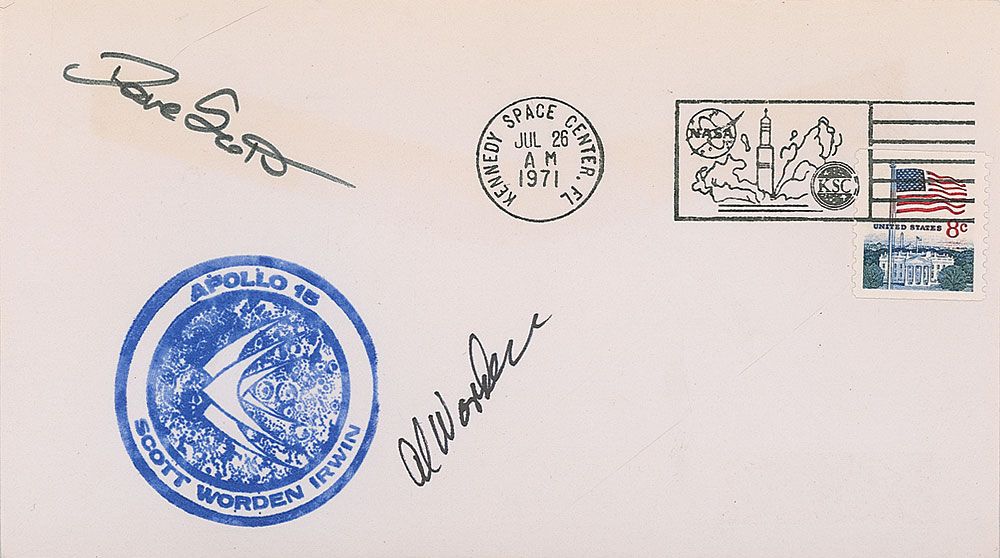 Dave Scott
KENNEDY SPACE CENTER, FL
JUL 26
A M
1971
NASA
KSC
UNITED STATES 8c
APOLLO 15
SCOTT WORDEN IRWIN
Al Worden